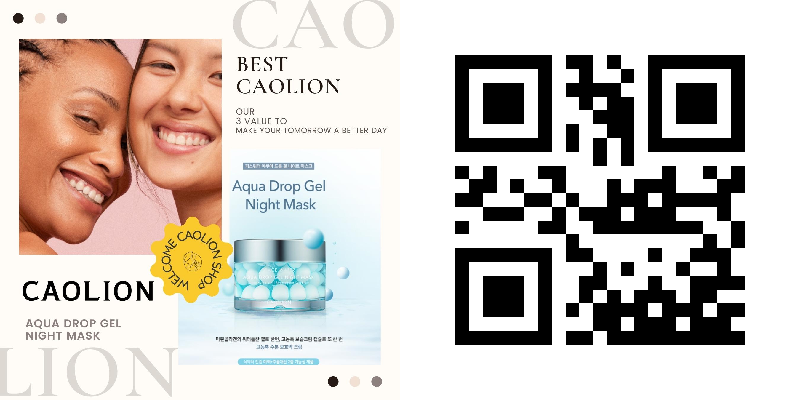 CAO
BEST
CAOLION
OUR
3 VALUE TO
MAKE YOUR TOMORROW A BETTER DAY
Aqua Drop Gel
Night Mask
WELCOME CAOLION SHOP
CAOLION
AQUA DROP GEL
NIGHT MASK
LION